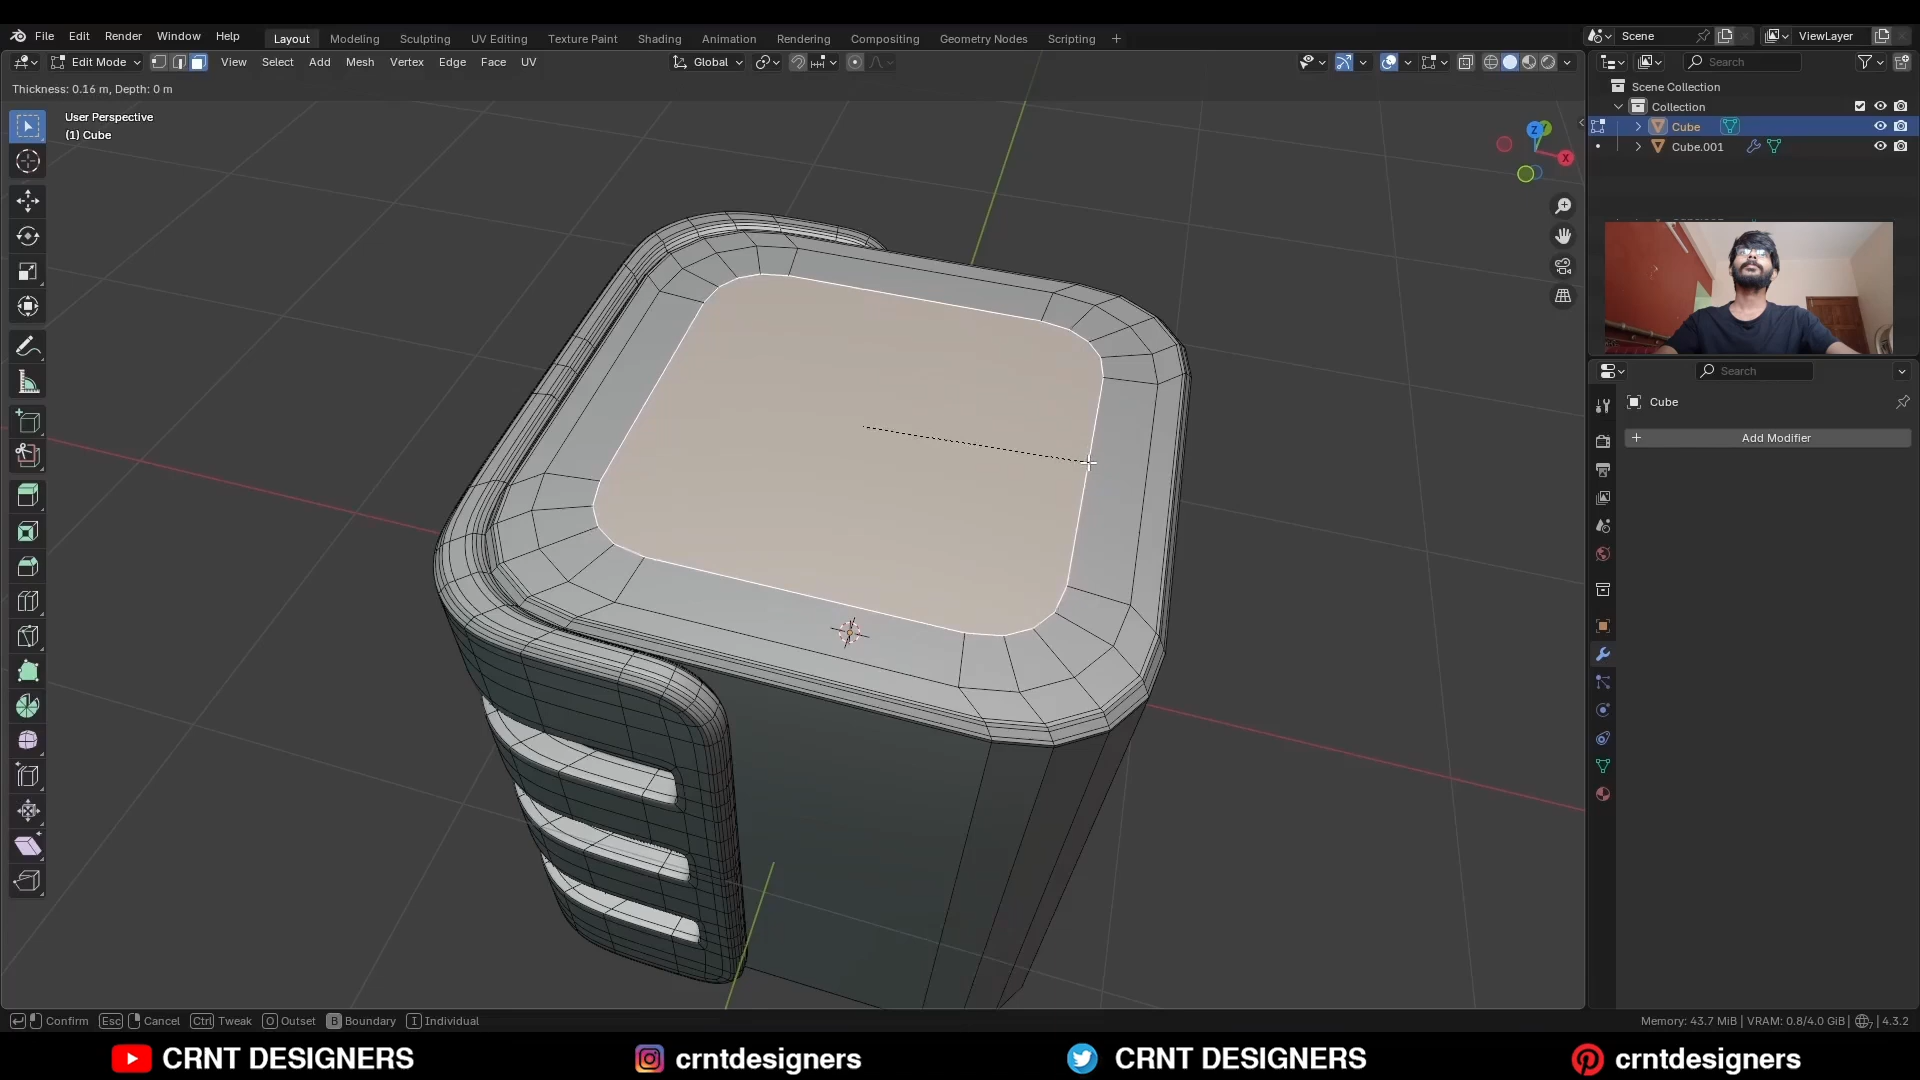 File Edit Render Window Help Layout Modeling Sculpting UV Editing Texture Paint Shading Animation Rendering Compositing Geometry Nodes Scripting + Scene ViewLayer
Edit Mode View Select Add Mesh Vertex Edge Face UV Global Search
Thickness: 0.16 m, Depth: 0 m
User Perspective
(1) Cube
Z
X
Scene Collection
Collection
Cube
Cube.001
Search
Cube
+ Add Modifier
Confirm Esc Cancel Ctrl Tweak O Outset B Boundary I Individual
Memory: 43.7 MiB | VRAM: 0.8/4.0 GiB | 7 | 4.3.2
CRNT DESIGNERS crntdesigners CRNT DESIGNERS crntdesigners